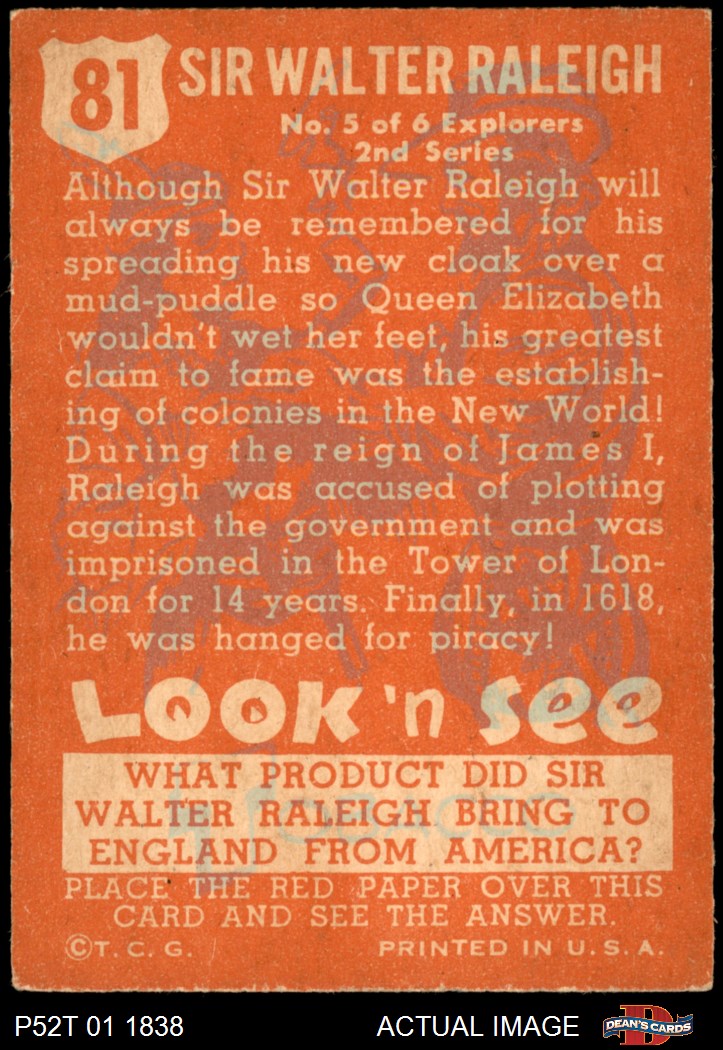 81
SIR WALTER RALEIGH
No. 5 of 6 Explorers
2nd Series
Although Sir Walter Raleigh will
always be remembered for his
spreading his new cloak over a
mud-puddle so Queen Elizabeth
wouldn't wet her feet, his greatest
claim to fame was the establish-
ing of colonies in the New World!
During the reign of James I,
Raleigh was accused of plotting
against the government and was
imprisoned in the Tower of Lon-
don for 14 years. Finally, in 1618,
he was hanged for piracy!
LOOK 'n See
WHAT PRODUCT DID SIR
WALTER RALEIGH BRING TO
ENGLAND FROM AMERICA?
TOBACCO
PLACE THE RED PAPER OVER THIS
CARD AND SEE THE ANSWER.
©T. C. G. PRINTED IN U. S. A.
P52T 01 1838 ACTUAL IMAGE D DEAN'S CARDS